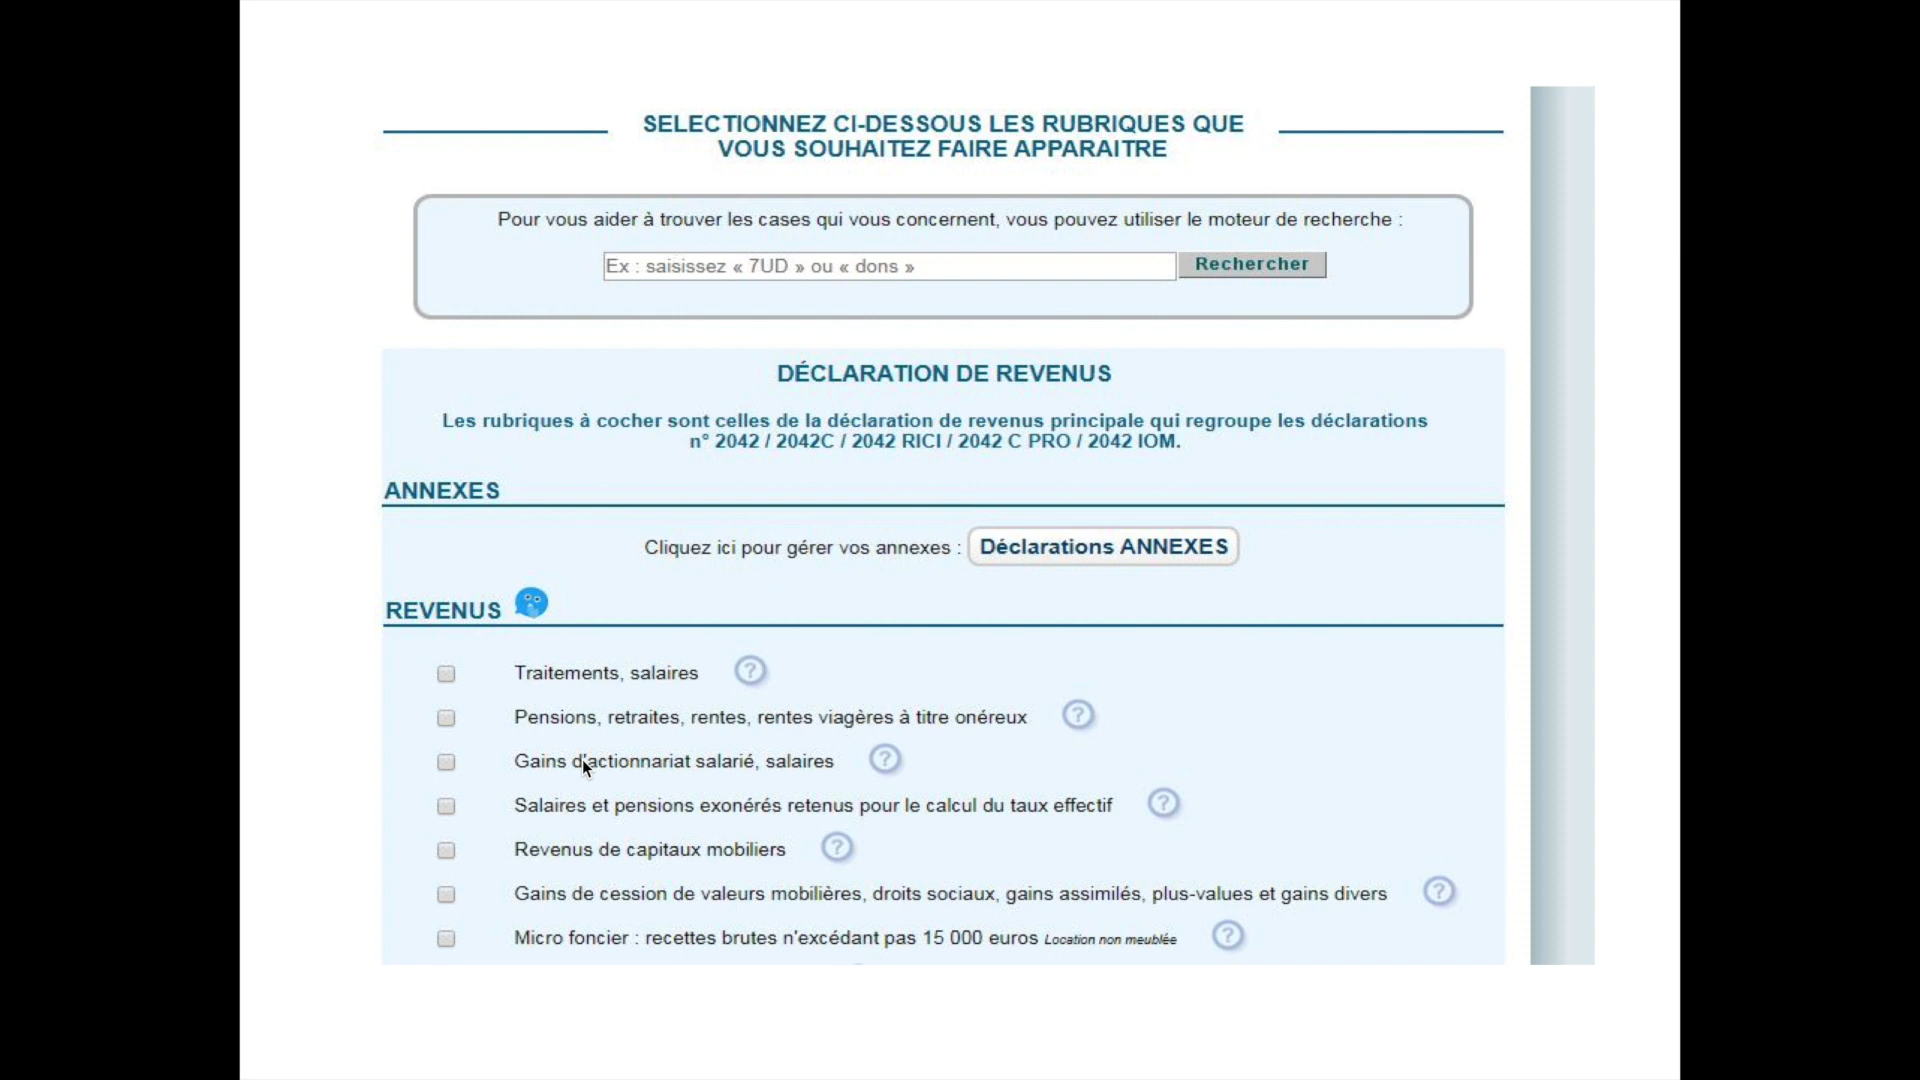 SELECTIONNEZ CI-DESSOUS LES RUBRIQUES QUE
VOUS SOUHAITEZ FAIRE APPARAITRE
Pour vous aider à trouver les cases qui vous concernent, vous pouvez utiliser le moteur de recherche :
Ex : saisissez « 7UD » ou « dons »
Rechercher
DÉCLARATION DE REVENUS
Les rubriques à cocher sont celles de la déclaration de revenus principale qui regroupe les déclarations
n° 2042 / 2042C / 2042 RICI / 2042 C PRO / 2042 IOM.
ANNEXES
Cliquez ici pour gérer vos annexes : Déclarations ANNEXES
REVENUS
Traitements, salaires ?
Pensions, retraites, rentes, rentes viagères à titre onéreux ?
Gains d'actionnariat salarié, salaires ?
Salaires et pensions exonérés retenus pour le calcul du taux effectif ?
Revenus de capitaux mobiliers ?
Gains de cession de valeurs mobilières, droits sociaux, gains assimilés, plus-values et gains divers ?
Micro foncier : recettes brutes n'excédant pas 15 000 euros Location non meublée ?